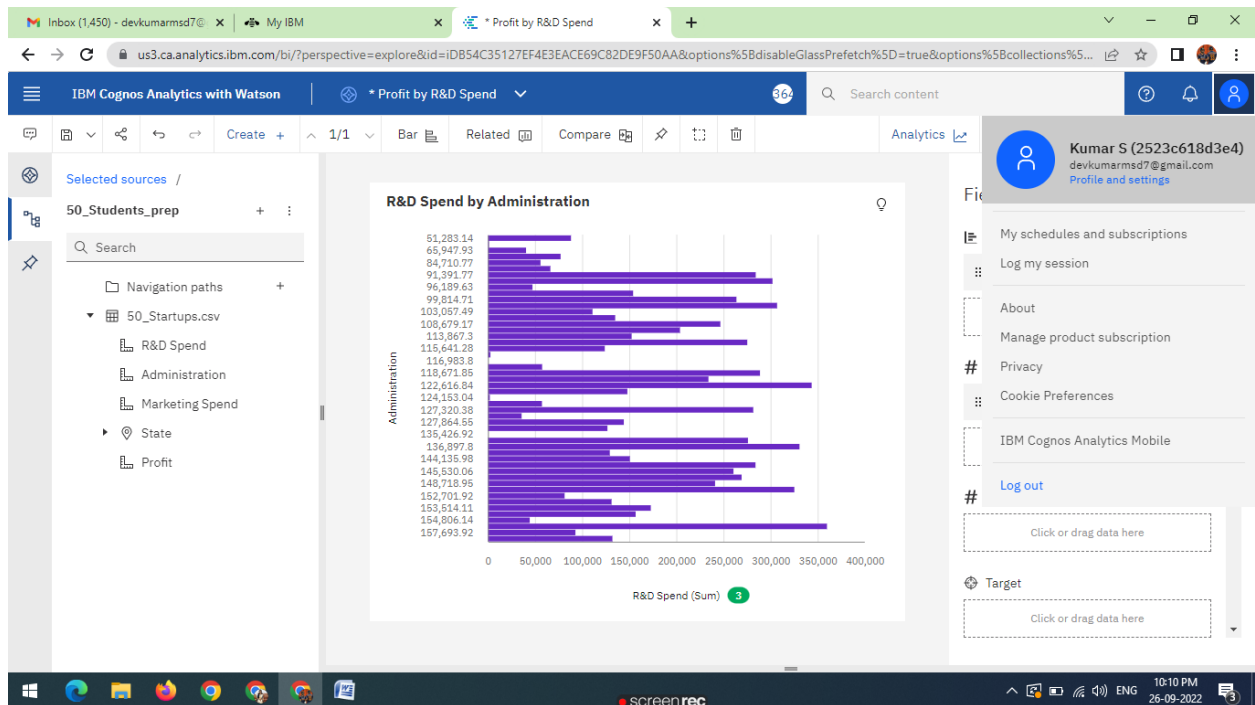 Inbox (1,450) - devkumarmsd7@
My IBM
* Profit by R&D Spend
us3.ca.analytics.ibm.com/bi/?perspective=explore&id=iDB54C35127EF4E3EACE69C82DE9F50AA&options%5BdisableGlassPrefetch%5D=true&options%5Bcollections%5...
IBM Cognos Analytics with Watson
* Profit by R&D Spend
364
Search content
Create +
1/1
Bar
Related
Compare
Analytics
Kumar S (2523c618d3e4)
devkumarmsd7@gmail.com
Profile and settings
My schedules and subscriptions
Log my session
About
Manage product subscription
Privacy
Cookie Preferences
IBM Cognos Analytics Mobile
Log out
Selected sources /
50_Students_prep
Search
Navigation paths
50_Startups.csv
R&D Spend
Administration
Marketing Spend
State
Profit
R&D Spend by Administration
Administration
51,283.14
65,947.93
84,710.77
91,391.77
96,189.63
99,814.71
103,057.49
108,679.17
113,867.3
115,641.28
116,983.8
118,671.85
122,616.84
124,153.04
127,320.38
127,864.55
135,426.92
136,897.8
144,135.98
145,530.06
148,718.95
152,701.92
153,514.11
154,806.14
157,693.92
0 50,000 100,000 150,000 200,000 250,000 300,000 350,000 400,000
R&D Spend (Sum) 3
Fie
#
#
Click or drag data here
Target
Click or drag data here
screenrec
ENG
10:10 PM
26-09-2022
3